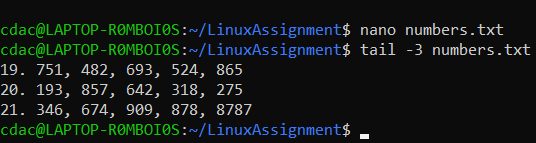 cdac@LAPTOP-R0MBOI0S:~/LinuxAssignment$ nano numbers.txt
cdac@LAPTOP-R0MBOI0S:~/LinuxAssignment$ tail -3 numbers.txt
19. 751, 482, 693, 524, 865
20. 193, 857, 642, 318, 275
21. 346, 674, 909, 878, 8787
cdac@LAPTOP-R0MBOI0S:~/LinuxAssignment$